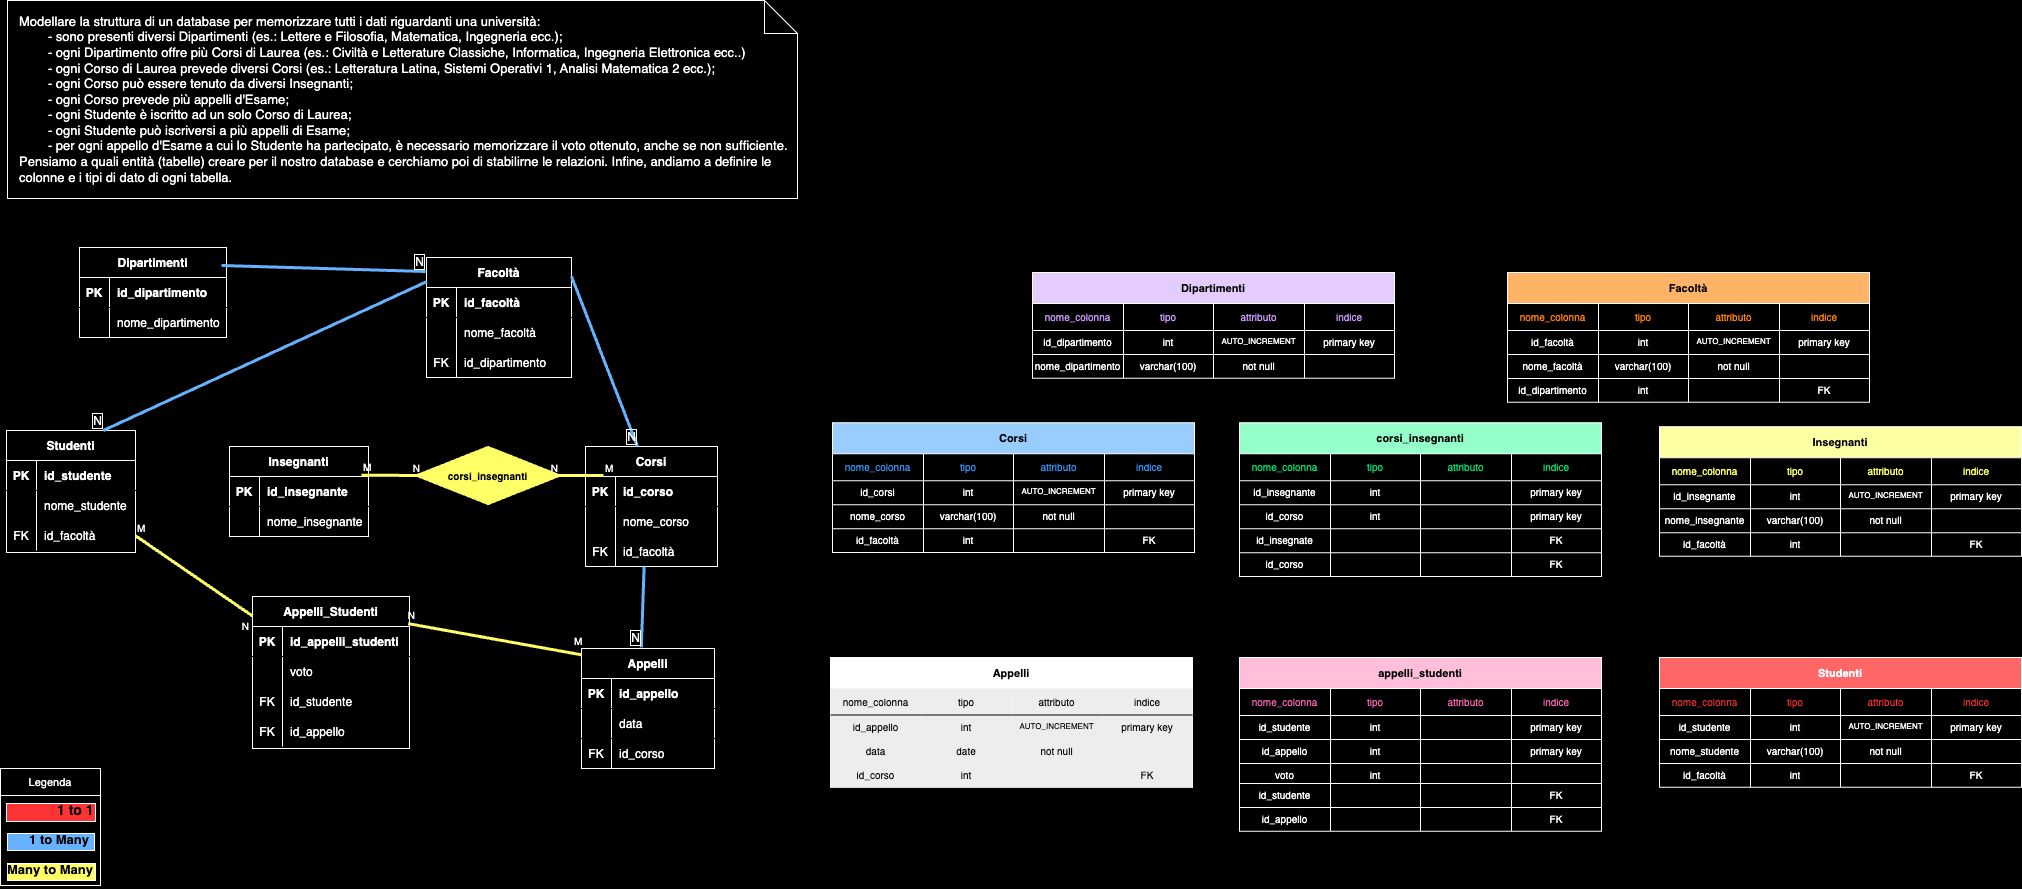 Modellare la struttura di un database per memorizzare tutti i dati riguardanti una università:
- sono presenti diversi Dipartimenti (es.: Lettere e Filosofia, Matematica, Ingegneria ecc.);
- ogni Dipartimento offre più Corsi di Laurea (es.: Civiltà e Letterature Classiche, Informatica, Ingegneria Elettronica ecc..)
- ogni Corso di Laurea prevede diversi Corsi (es.: Letteratura Latina, Sistemi Operativi 1, Analisi Matematica 2 ecc.);
- ogni Corso può essere tenuto da diversi Insegnanti;
- ogni Corso prevede più appelli d'Esame;
- ogni Studente è iscritto ad un solo Corso di Laurea;
- ogni Studente può iscriversi a più appelli di Esame;
- per ogni appello d'Esame a cui lo Studente ha partecipato, è necessario memorizzare il voto ottenuto, anche se non sufficiente.
Pensiamo a quali entità (tabelle) creare per il nostro database e cerchiamo poi di stabilirne le relazioni. Infine, andiamo a definire le
colonne e i tipi di dato di ogni tabella.
Dipartimenti
PK id_dipartimento
nome_dipartimento
N
Facoltà
PK id_facoltà
nome_facoltà
FK id_dipartimento
N
Studenti
PK id_studente
nome_studente
FK id_facoltà
M
Insegnanti
PK id_insegnante
nome_insegnante
M N corsi_insegnanti N M
N
Corsi
PK id_corso
nome_corso
FK id_facoltà
N
Appelli_Studenti
PK id_appelli_studenti
voto
FK id_studente
FK id_appello
N
M
N
Appelli
PK id_appello
data
FK id_corso
Legenda
1 to 1
1 to Many
Many to Many
Dipartimenti
nome_colonna tipo attributo indice
id_dipartimento int AUTO_INCREMENT primary key
nome_dipartimento varchar(100) not null
Facoltà
nome_colonna tipo attributo indice
id_facoltà int AUTO_INCREMENT primary key
nome_facoltà varchar(100) not null
id_dipartimento int FK
Corsi
nome_colonna tipo attributo indice
id_corsi int AUTO_INCREMENT primary key
nome_corso varchar(100) not null
id_facoltà int FK
corsi_insegnanti
nome_colonna tipo attributo indice
id_insegnante int primary key
id_corso int primary key
id_insegnate FK
id_corso FK
Insegnanti
nome_colonna tipo attributo indice
id_insegnante int AUTO_INCREMENT primary key
nome_insegnante varchar(100) not null
id_facoltà int FK
Appelli
nome_colonna tipo attributo indice
id_appello int AUTO_INCREMENT primary key
data date not null
id_corso int FK
appelli_studenti
nome_colonna tipo attributo indice
id_studente int primary key
id_appello int primary key
voto int
id_studente FK
id_appello FK
Studenti
nome_colonna tipo attributo indice
id_studente int AUTO_INCREMENT primary key
nome_studente varchar(100) not null
id_facoltà int FK